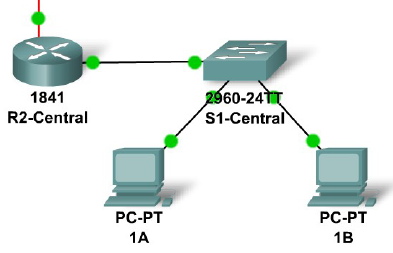 1841
R2-Central
2960-24TT
S1-Central
PC-PT
1A
PC-PT
1B